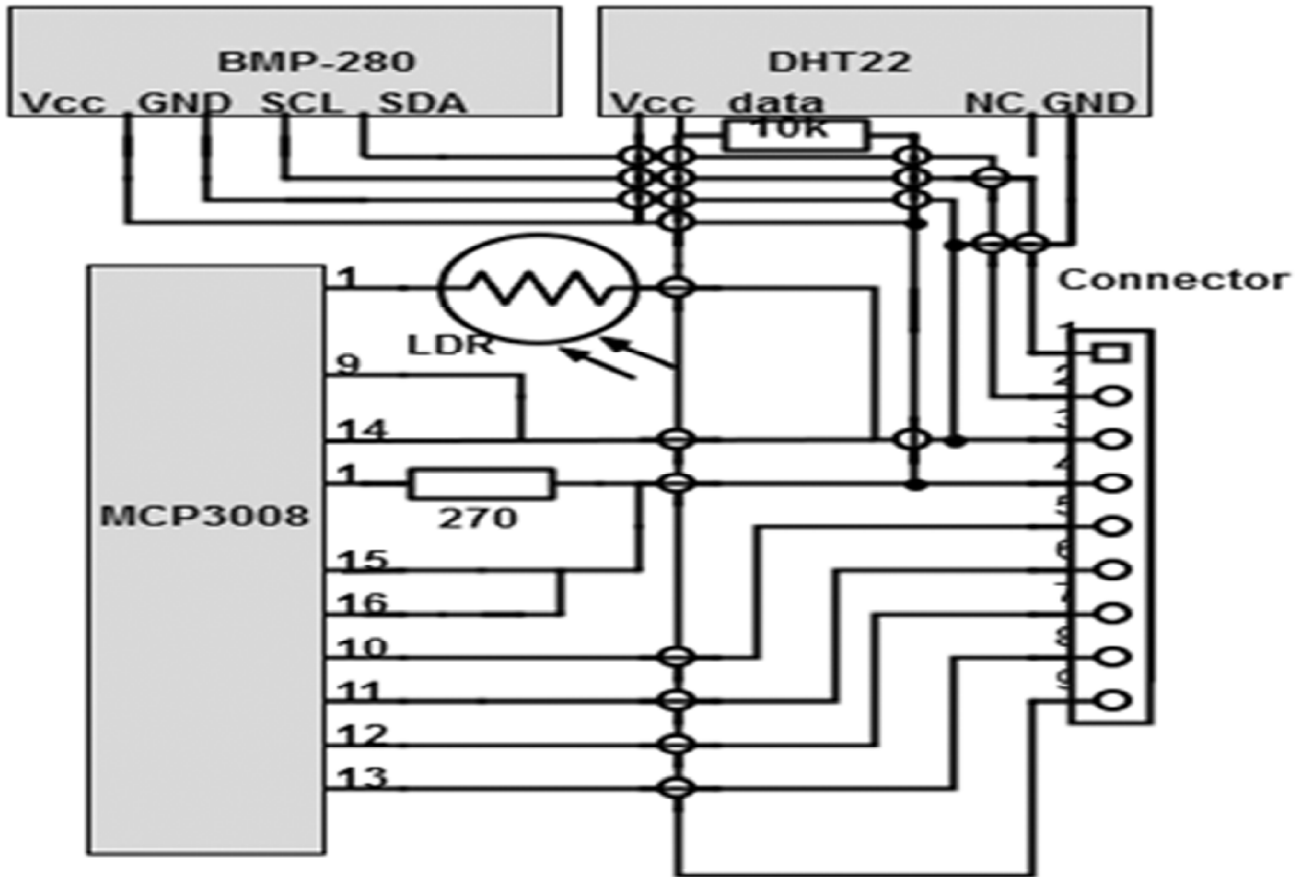 BMP-280
DHT22
Vcc GND SCL SDA
Vcc data NC GND
10k
1
Connector
LDR
1
9
2
14
3
1
4
MCP3008
270
5
15
6
16
7
10
8
11
9
12
13